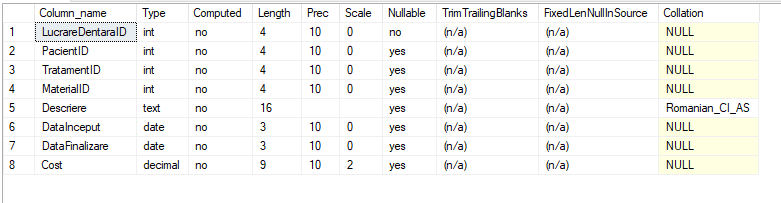 Column_name Type Computed Length Prec Scale Nullable TrimTrailingBlanks FixedLenNullInSource Collation
1 LucrareDentaraID int no 4 10 0 no (n/a) (n/a) NULL
2 PacientID int no 4 10 0 yes (n/a) (n/a) NULL
3 TratamentID int no 4 10 0 yes (n/a) (n/a) NULL
4 MaterialID int no 4 10 0 yes (n/a) (n/a) NULL
5 Descriere text no 16 yes (n/a) (n/a) Romanian_CI_AS
6 DataInceput date no 3 10 0 yes (n/a) (n/a) NULL
7 DataFinalizare date no 3 10 0 yes (n/a) (n/a) NULL
8 Cost decimal no 9 10 2 yes (n/a) (n/a) NULL